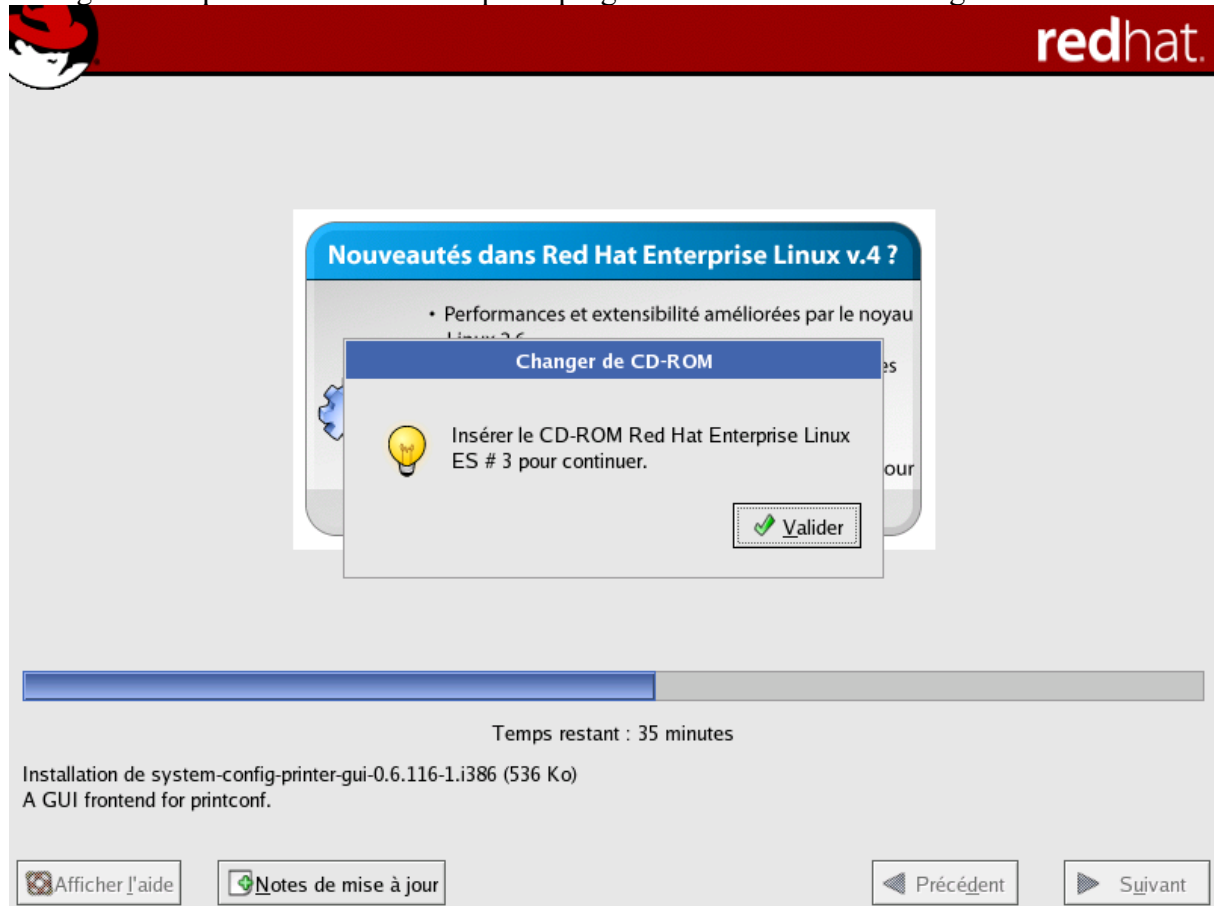 redhat.
Nouveautés dans Red Hat Enterprise Linux v.4 ?
• Performances et extensibilité améliorées par le noyau
Changer de CD-ROM
Insérer le CD-ROM Red Hat Enterprise Linux
ES # 3 pour continuer.
our
Valider
Temps restant : 35 minutes
Installation de system-config-printer-gui-0.6.116-1.i386 (536 Ko)
A GUI frontend for printconf.
Afficher l'aide
Notes de mise à jour
Précédent
Suivant